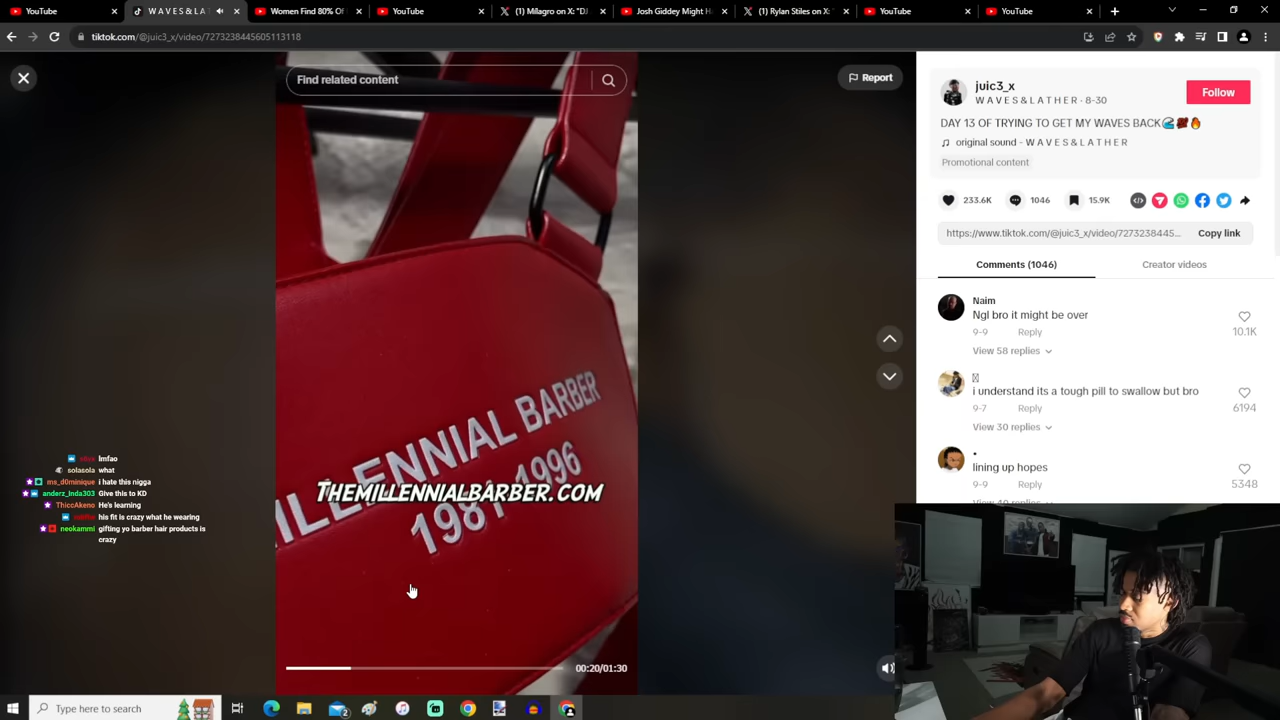 YouTube
W A V E S & L A
Women Find 80% Of
YouTube
(1) Milagro on X: "DJ
Josh Giddey Might H
(1) Rylan Stiles on X:
YouTube
YouTube
tiktok.com/@juic3_x/video/7273238445605113118
Find related content
Report
juic3_x
W A V E S & L A T H E R · 8-30
Follow
DAY 13 OF TRYING TO GET MY WAVES BACK
original sound - W A V E S & L A T H E R
Promotional content
233.6K
1046
15.9K
https://www.tiktok.com/@juic3_x/video/7273238445...
Copy link
Comments (1046)
Creator videos
Naim
Ngl bro it might be over
9-9 Reply
10.1K
View 58 replies
i understand its a tough pill to swallow but bro
9-7 Reply
6194
View 30 replies
lining up hopes
9-9 Reply
5348
MILLENNIAL BARBER
THEMILLENNIALBARBER.COM
1996
00:20/01:30
lmfao
solasola what
ms_d0minique i hate this nigga
anderz_inda303 Give this to KD
ThiccAkeno He's learning
his fit is crazy what he wearing
neokammi gifting yo barber hair products is
crazy
Type here to search